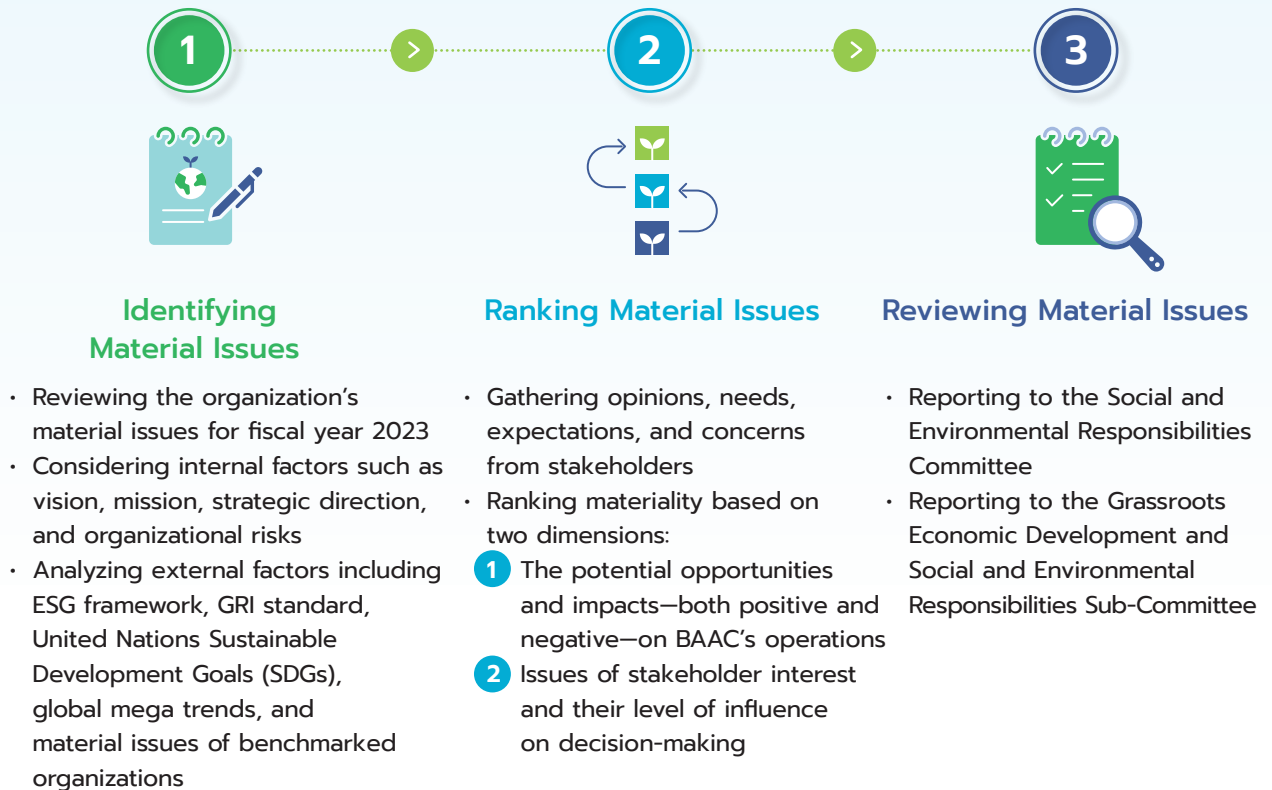 1
2
3
Identifying
Material Issues
• Reviewing the organization's
material issues for fiscal year 2023
• Considering internal factors such as
vision, mission, strategic direction,
and organizational risks
• Analyzing external factors including
ESG framework, GRI standard,
United Nations Sustainable
Development Goals (SDGs),
global mega trends, and
material issues of benchmarked
organizations
Ranking Material Issues
• Gathering opinions, needs,
expectations, and concerns
from stakeholders
• Ranking materiality based on
two dimensions:
1 The potential opportunities
and impacts—both positive and
negative—on BAAC's operations
2 Issues of stakeholder interest
and their level of influence
on decision-making
Reviewing Material Issues
• Reporting to the Social and
Environmental Responsibilities
Committee
• Reporting to the Grassroots
Economic Development and
Social and Environmental
Responsibilities Sub-Committee